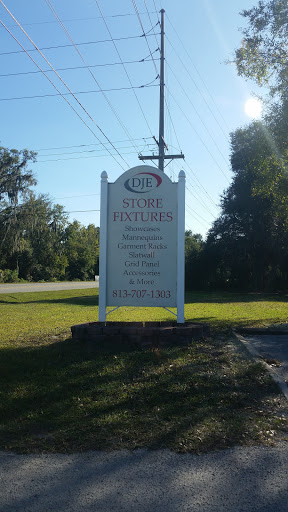 DJE
STORE
FIXTURES
Showcases
Mannequins
Garment Racks
Slatwall
Grid Panel
Accessories
& More
813-707-1303